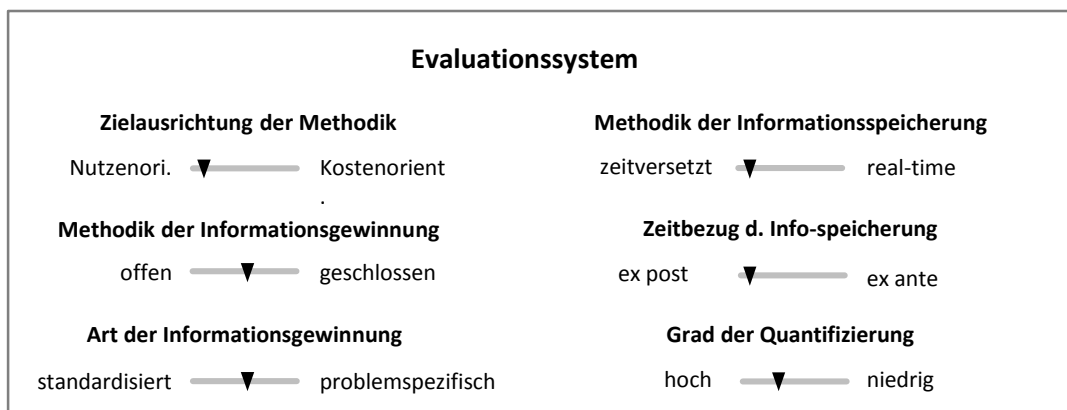 Evaluationssystem
Zielausrichtung der Methodik
Nutzenori. Kostenorient
.
Methodik der Informationsgewinnung
offen geschlossen
Art der Informationsgewinnung
standardisiert problemspezifisch
Methodik der Informationsspeicherung
zeitversetzt real-time
Zeitbezug d. Info-speicherung
ex post ex ante
Grad der Quantifizierung
hoch niedrig